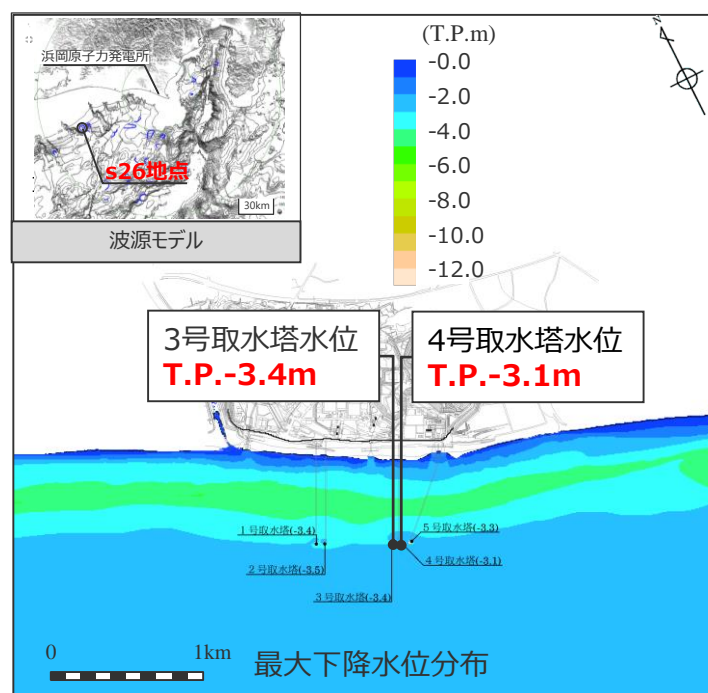 浜岡原子力発電所
s26地点
30km
波源モデル
(T.P.m)
-0.0
-2.0
-4.0
-6.0
-8.0
-10.0
-12.0
N
3号取水塔水位
T.P.-3.4m
4号取水塔水位
T.P.-3.1m
1号取水塔(-3.4)
2号取水塔(-3.5)
3号取水塔(-3.4)
5号取水塔(-3.3)
4号取水塔(-3.1)
0 1km
最大下降水位分布